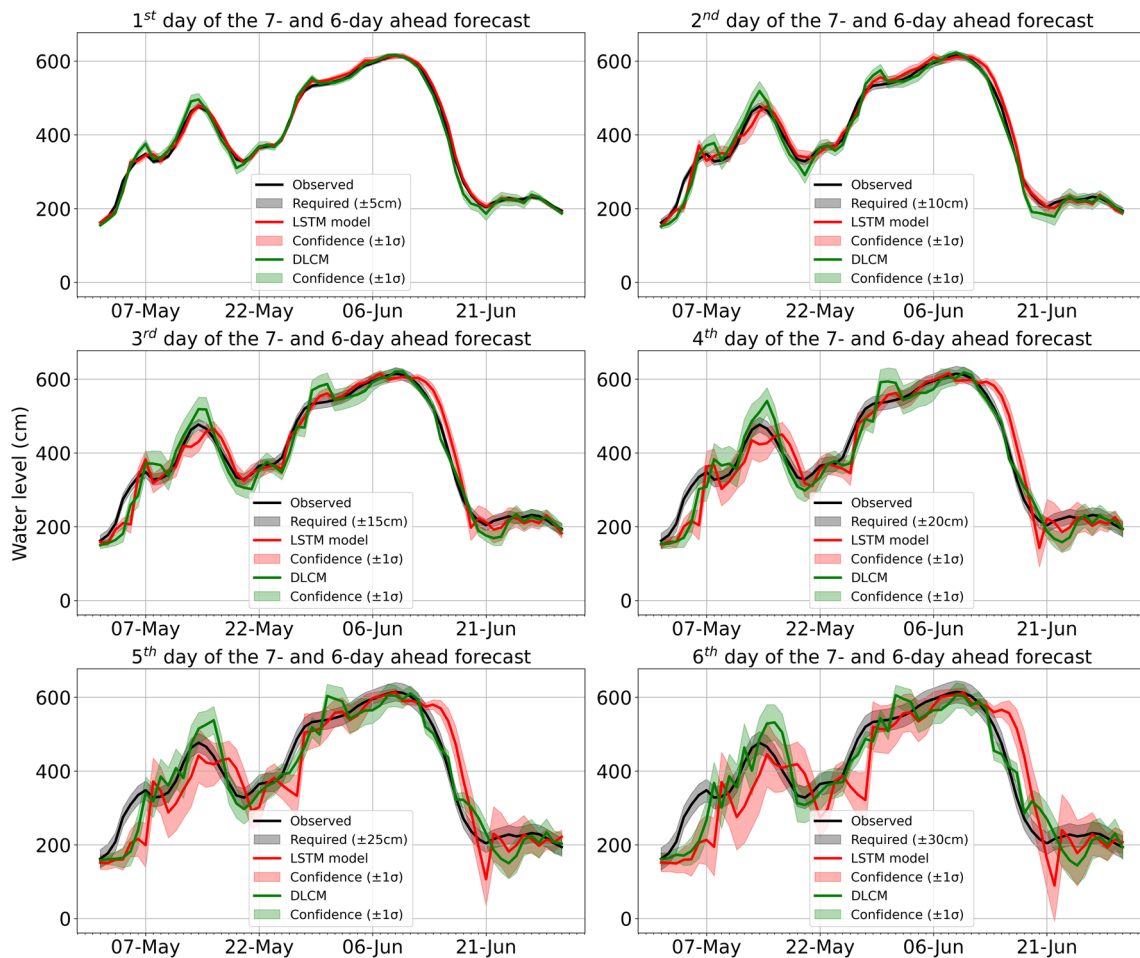 1st day of the 7- and 6-day ahead forecast
600
400
200
0
Observed
Required (±5cm)
LSTM model
Confidence (±1σ)
DLCM
Confidence (±1σ)
07-May 22-May 06-Jun 21-Jun
2nd day of the 7- and 6-day ahead forecast
600
400
200
0
Observed
Required (±10cm)
LSTM model
Confidence (±1σ)
DLCM
Confidence (±1σ)
07-May 22-May 06-Jun 21-Jun
Water level (cm)
3rd day of the 7- and 6-day ahead forecast
600
400
200
0
Observed
Required (±15cm)
LSTM model
Confidence (±1σ)
DLCM
Confidence (±1σ)
07-May 22-May 06-Jun 21-Jun
4th day of the 7- and 6-day ahead forecast
600
400
200
0
Observed
Required (±20cm)
LSTM model
Confidence (±1σ)
DLCM
Confidence (±1σ)
07-May 22-May 06-Jun 21-Jun
5th day of the 7- and 6-day ahead forecast
600
400
200
0
Observed
Required (±25cm)
LSTM model
Confidence (±1σ)
DLCM
Confidence (±1σ)
07-May 22-May 06-Jun 21-Jun
6th day of the 7- and 6-day ahead forecast
600
400
200
0
Observed
Required (±30cm)
LSTM model
Confidence (±1σ)
DLCM
Confidence (±1σ)
07-May 22-May 06-Jun 21-Jun